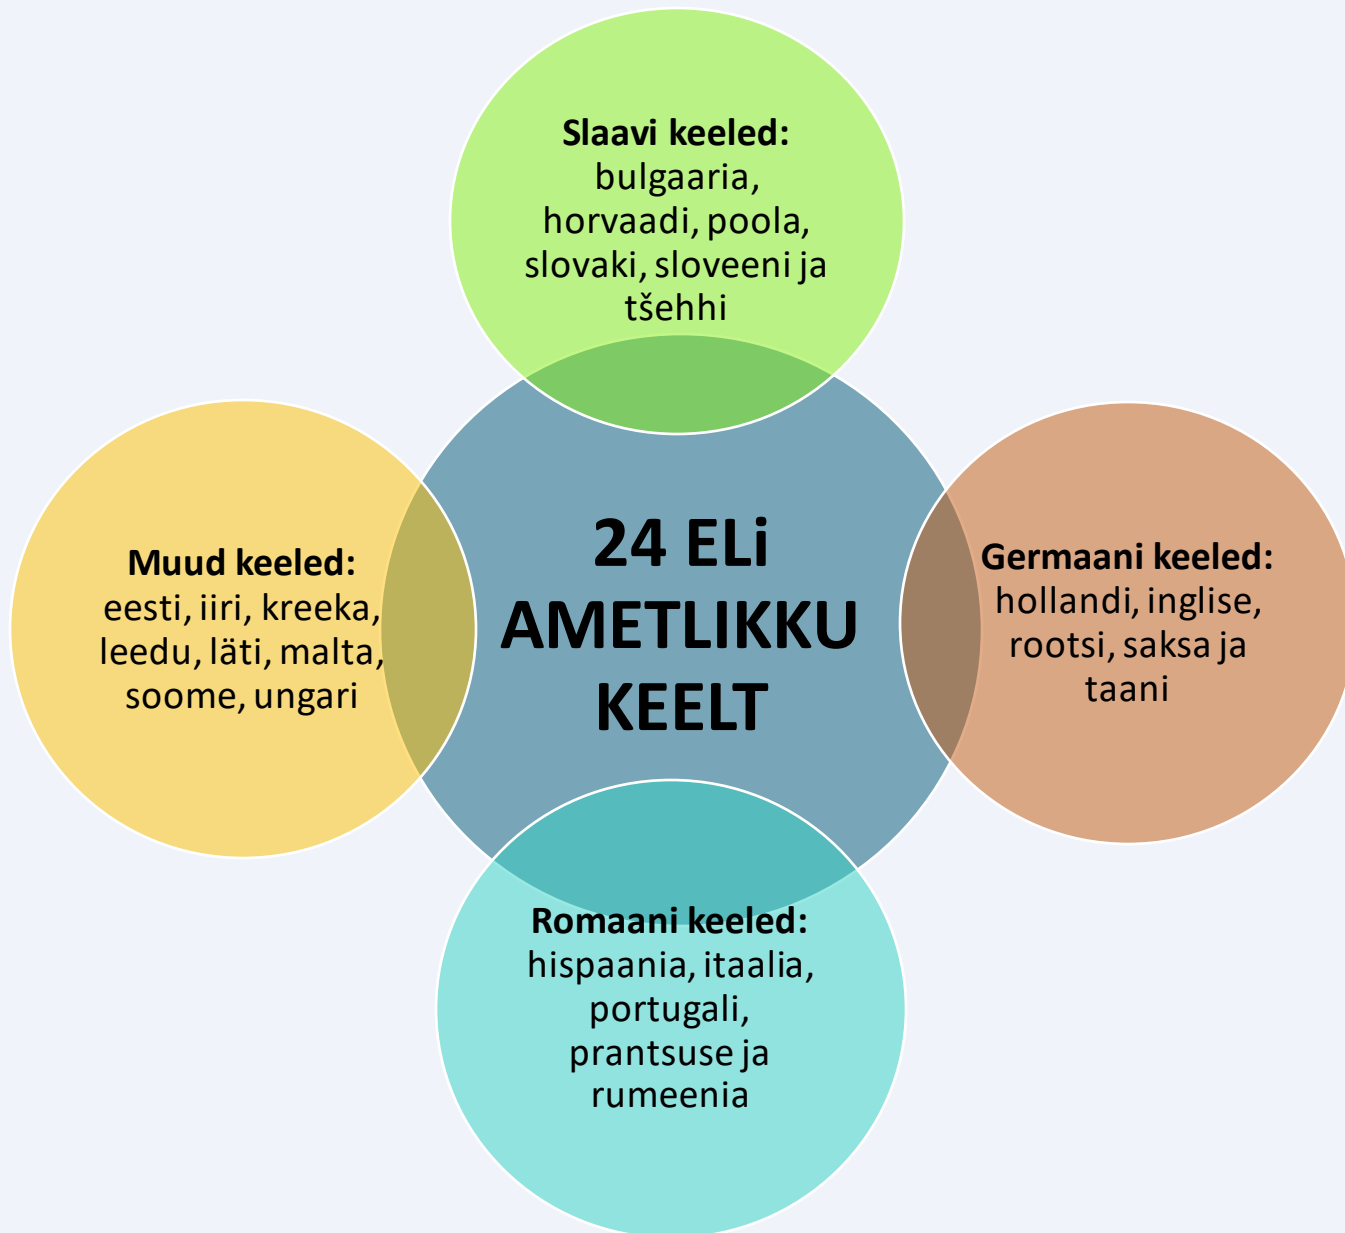 Slaavi keeled:
bulgaaria,
horvaadi, poola,
slovaki, sloveeni ja
tšehhi
Muud keeled:
eesti, iiri, kreeka,
leedu, läti, malta,
soome, ungari
24 ELi
AMETLIKKU
KEELT
Germaani keeled:
hollandi, inglise,
rootsi, saksa ja
taani
Romaani keeled:
hispaania, itaalia,
portugali,
prantsuse ja
rumeenia